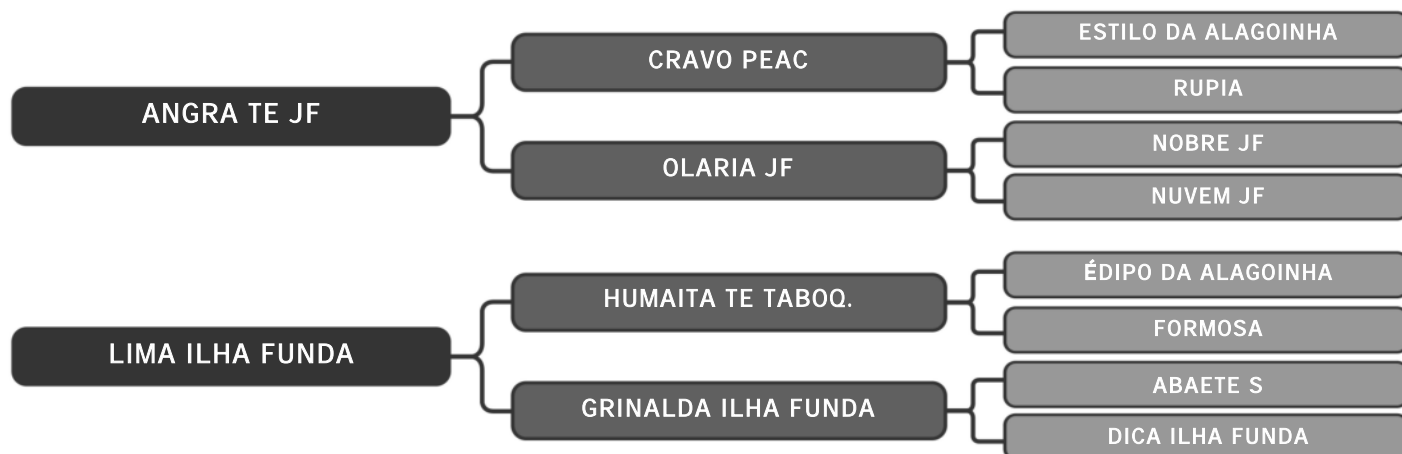 ANGRA TE JF
CRAVO PEAC
ESTILO DA ALAGOINHA
RUPIA
OLARIA JF
NOBRE JF
NUVEM JF
LIMA ILHA FUNDA
HUMAITA TE TABOQ.
ÉDIPO DA ALAGOINHA
FORMOSA
GRINALDA ILHA FUNDA
ABAETE S
DICA ILHA FUNDA